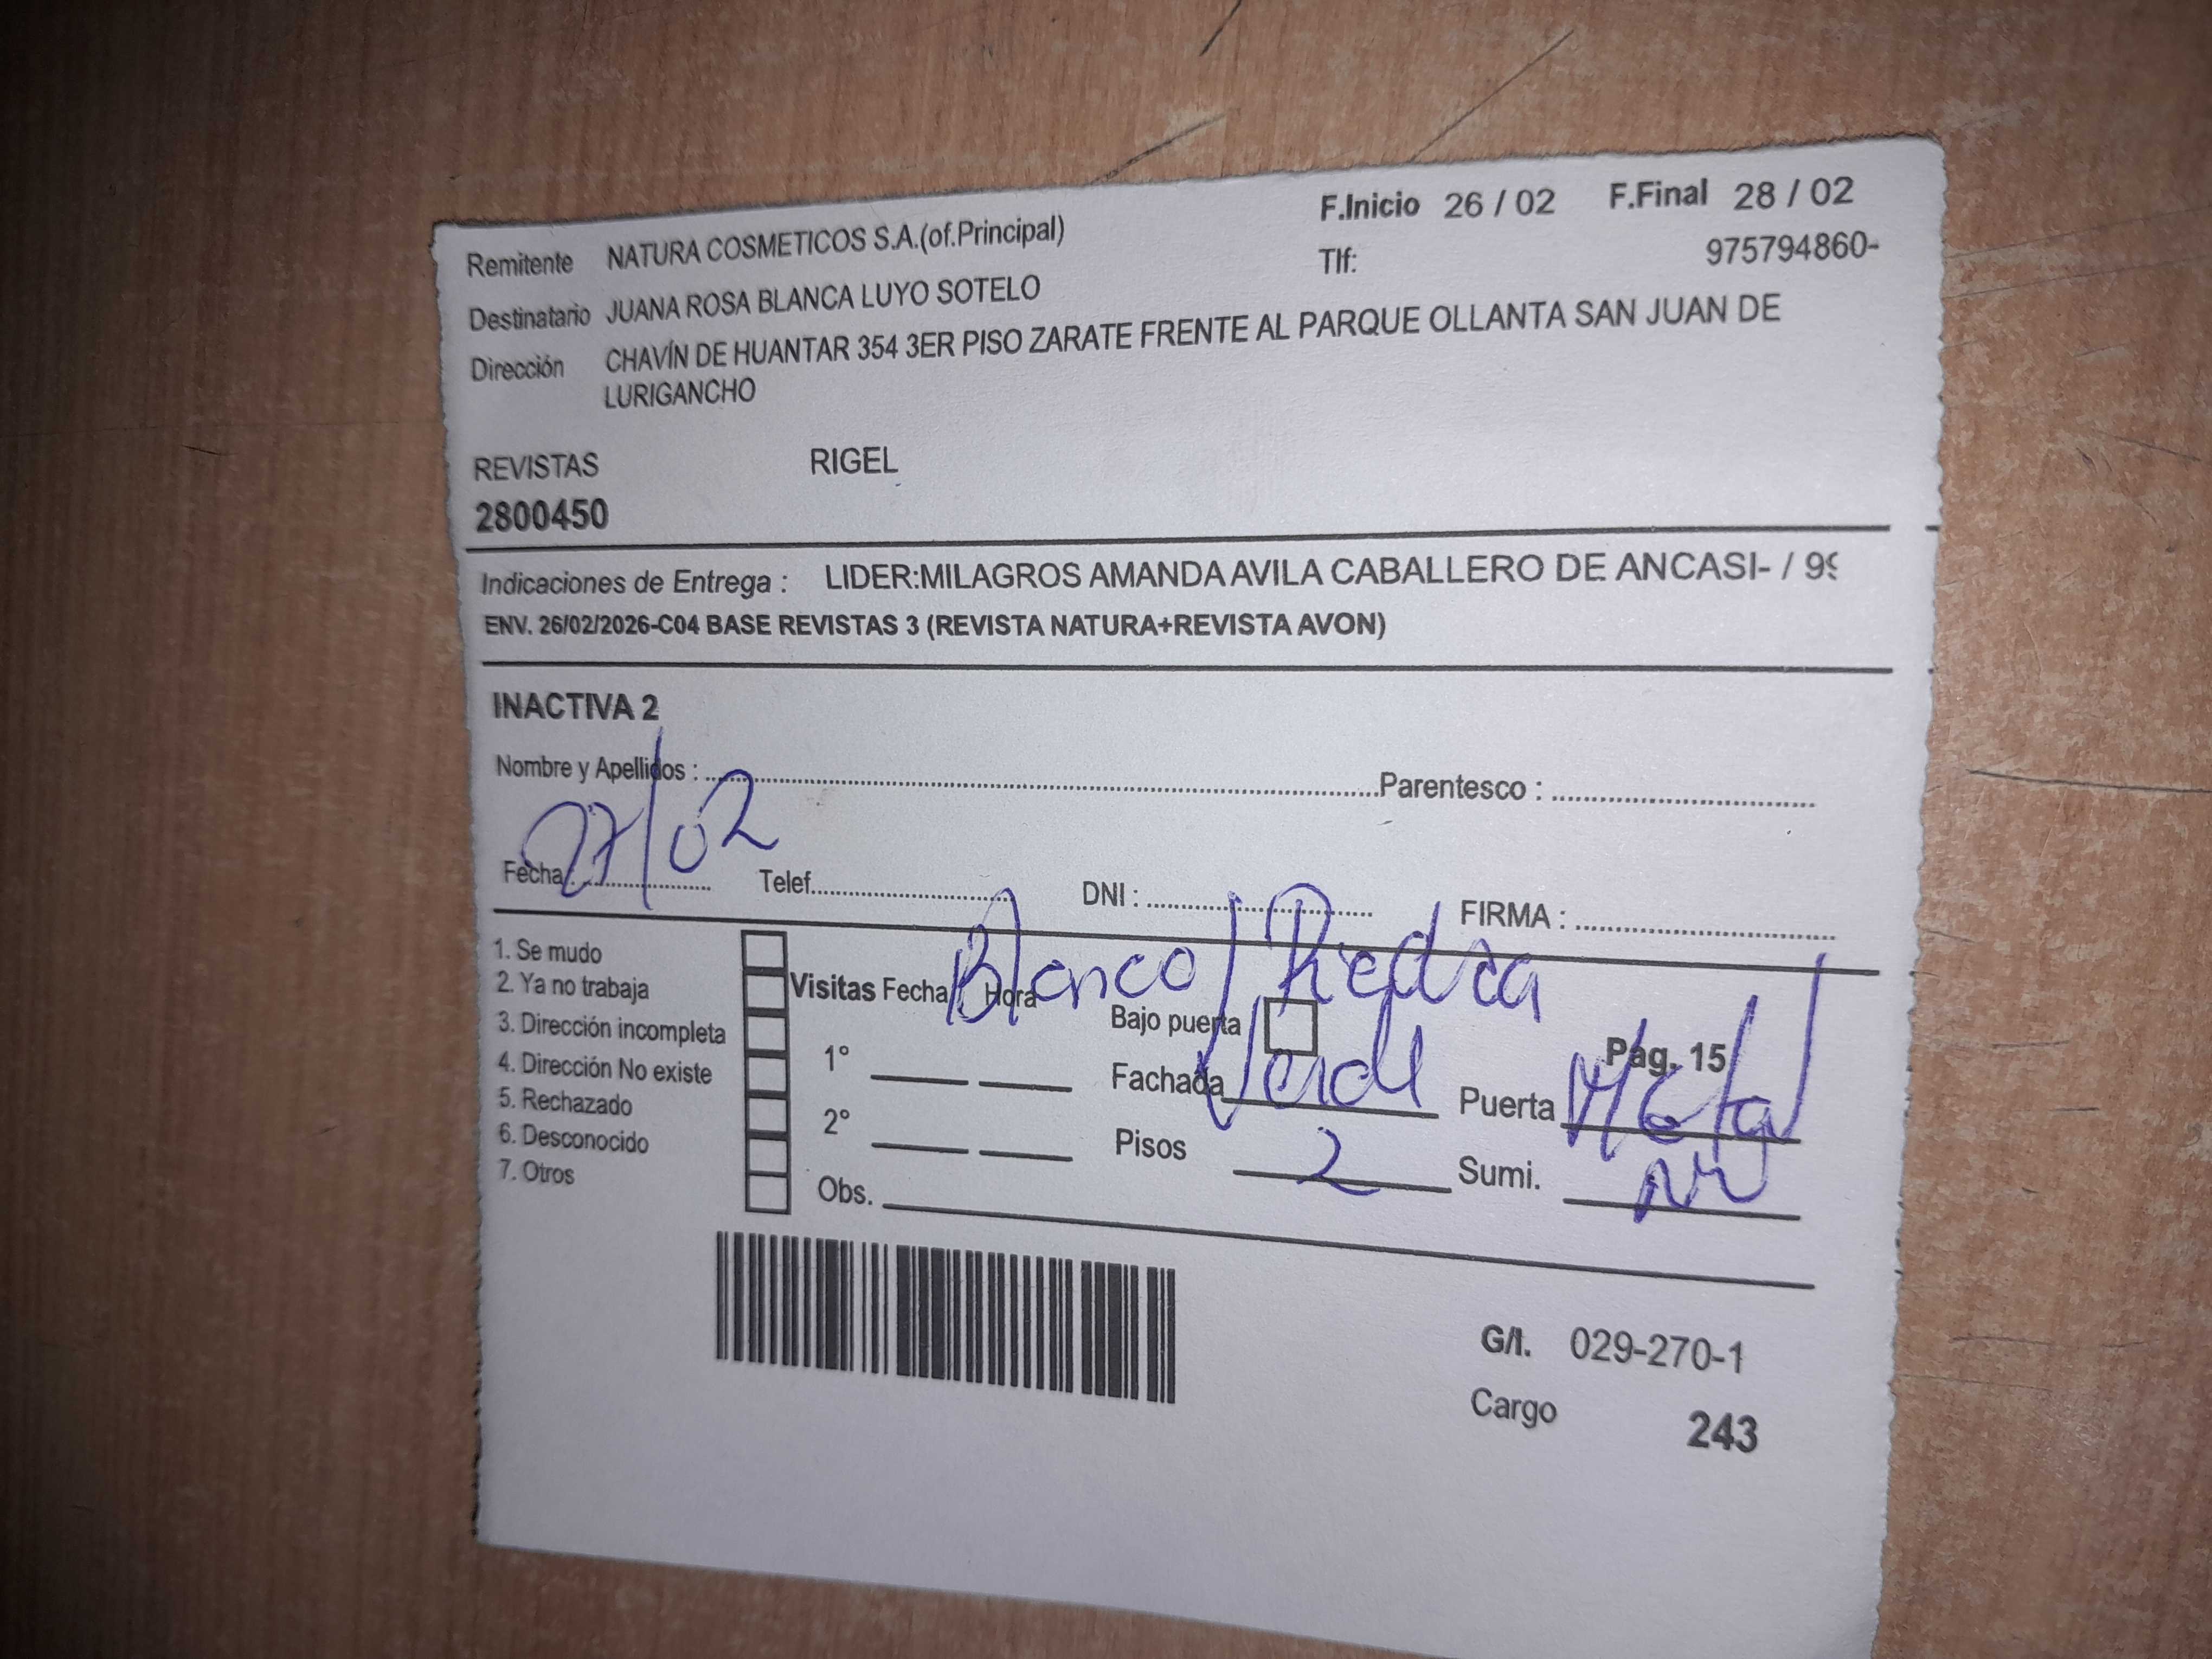 Remitente NATURA COSMETICOS S.A.(of.Principal) F.Inicio 26 / 02 F.Final 28 / 02
Tlf: 975794860-
Destinatario JUANA ROSA BLANCA LUYO SOTELO
Dirección CHAVÍN DE HUANTAR 354 3ER PISO ZARATE FRENTE AL PARQUE OLLANTA SAN JUAN DE
LURIGANCHO
REVISTAS RIGEL
2800450
Indicaciones de Entrega : LIDER:MILAGROS AMANDA AVILA CABALLERO DE ANCASI- / 99
ENV. 26/02/2026-C04 BASE REVISTAS 3 (REVISTA NATURA+REVISTA AVON)
INACTIVA 2
Nombre y Apellidos : Parentesco :
Fecha: 27/02 Telef. DNI : FIRMA :
Blanco/ Piedra
1. Se mudo
2. Ya no trabaja
3. Dirección incompleta
4. Dirección No existe
5. Rechazado
6. Desconocido
7. Otros
Visitas Fecha / Hora
1°
2°
Obs.
Bajo puerta Pag. 15
Fachada Verde Puerta Metal
Pisos 2 Sumi.
G/I. 029-270-1
Cargo 243